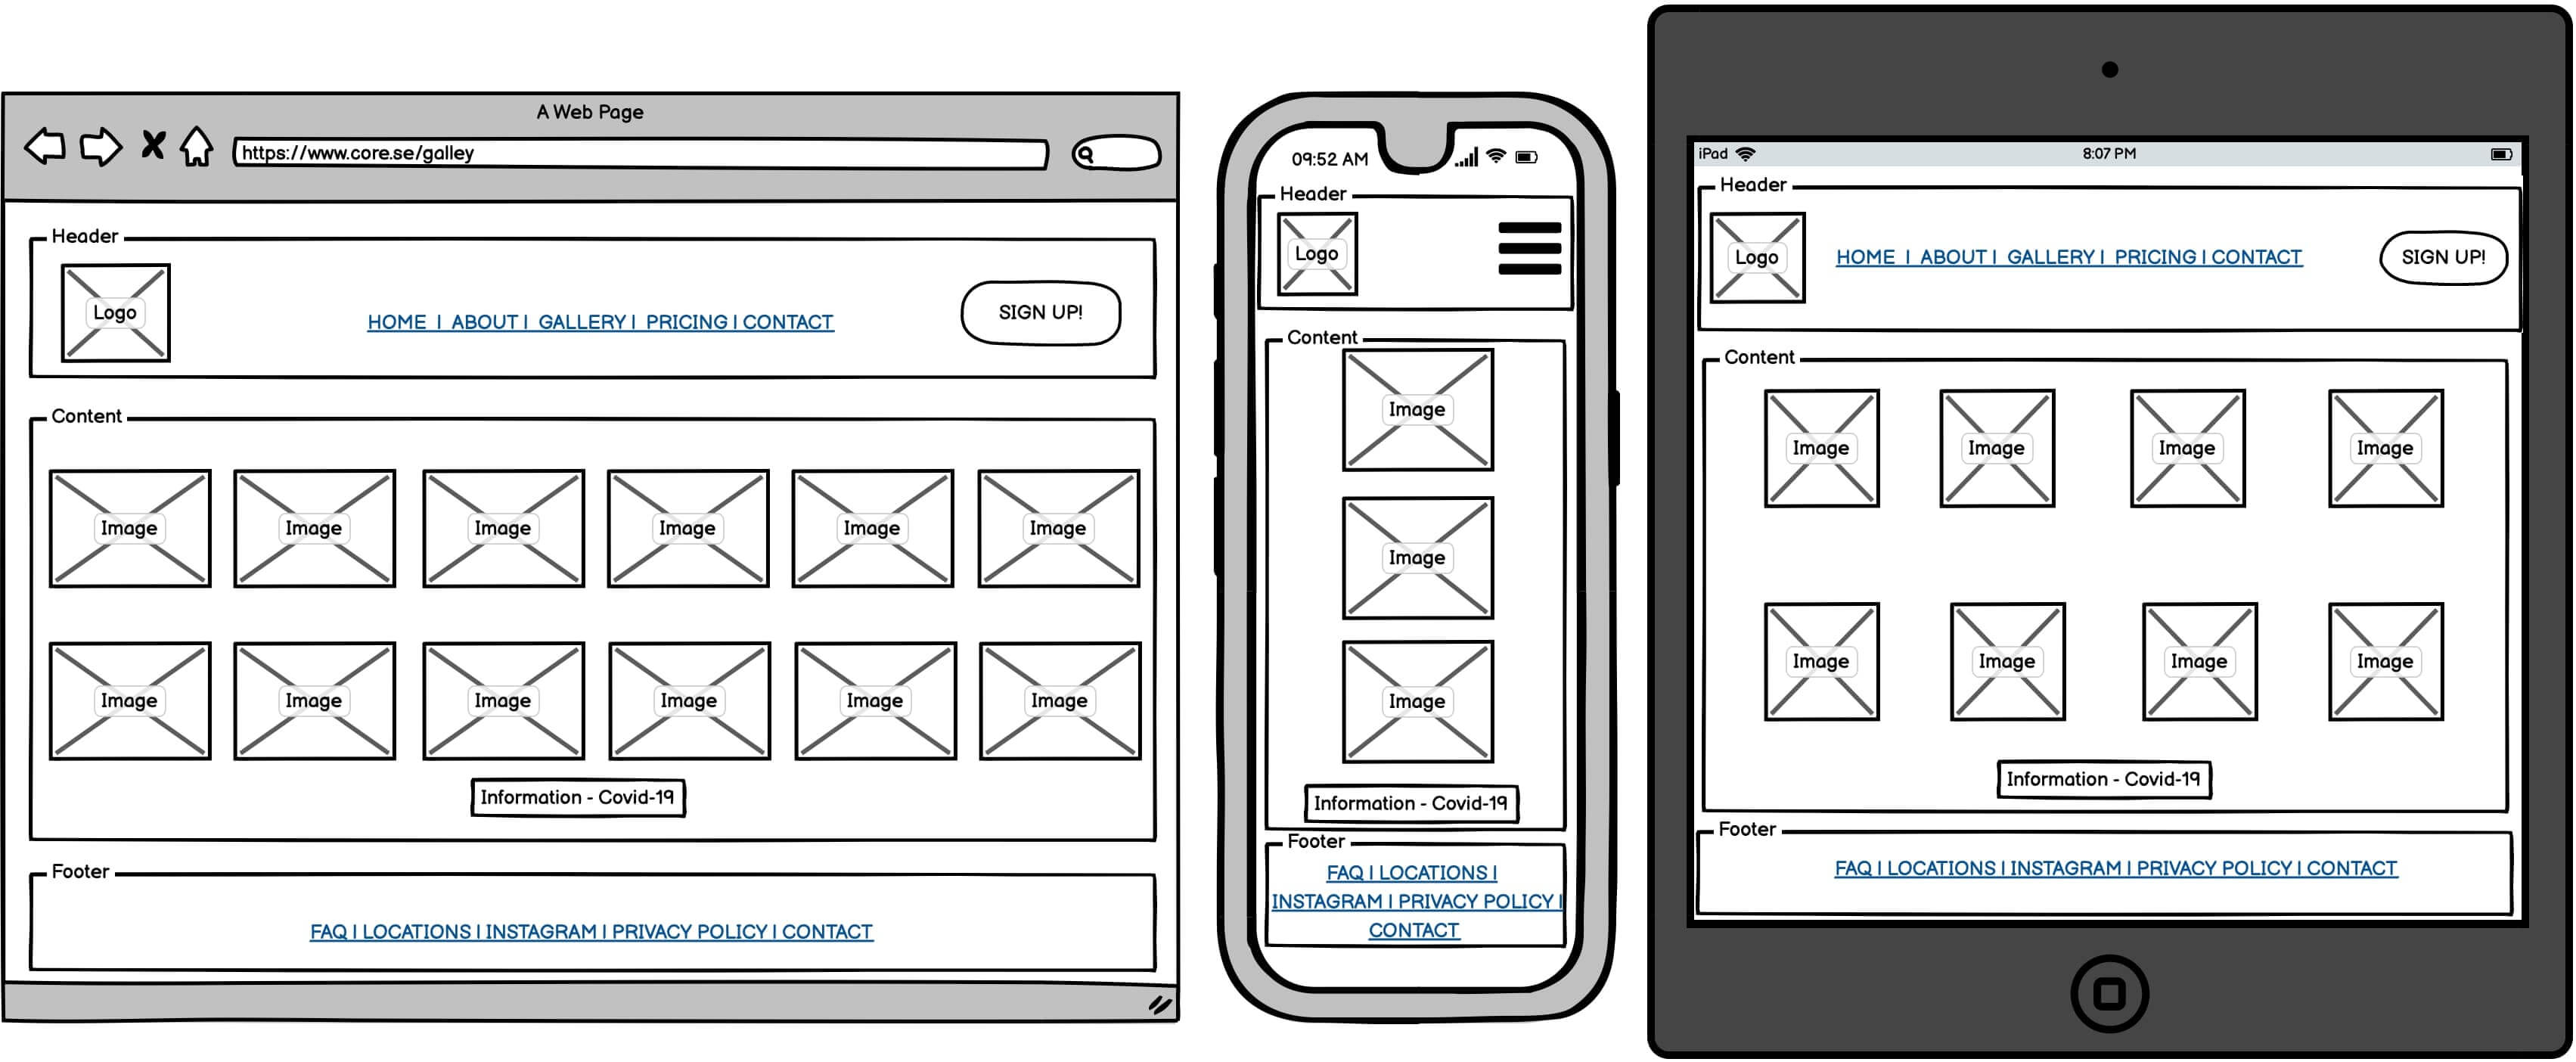 A Web Page
https://www.core.se/galley
Header
Logo
HOME | ABOUT | GALLERY | PRICING | CONTACT
SIGN UP!
Content
Image Image Image Image Image Image
Image Image Image Image Image Image
Information - Covid-19
Footer
FAQ | LOCATIONS | INSTAGRAM | PRIVACY POLICY | CONTACT
09:52 AM
Header
Logo
Content
Image
Image
Image
Information - Covid-19
Footer
FAQ | LOCATIONS |
INSTAGRAM | PRIVACY POLICY |
CONTACT
iPad 8:07 PM
Header
Logo
HOME | ABOUT | GALLERY | PRICING | CONTACT
SIGN UP!
Content
Image Image Image Image
Image Image Image Image
Information - Covid-19
Footer
FAQ | LOCATIONS | INSTAGRAM | PRIVACY POLICY | CONTACT